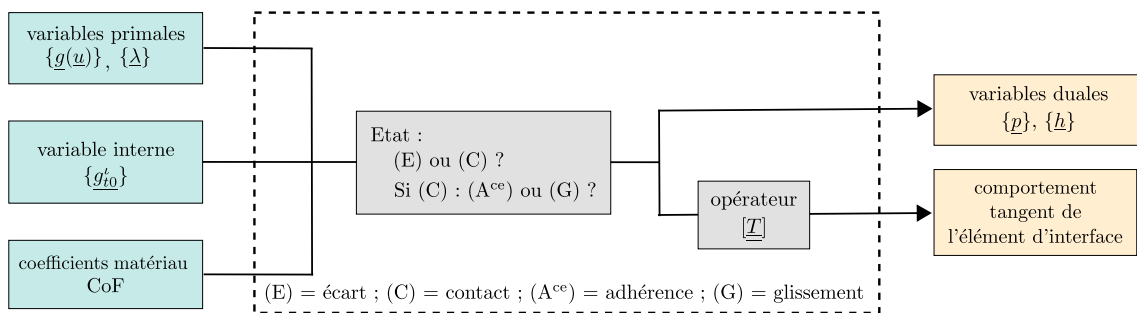 variables primales
{g(u)}, {λ}
variable interne
{g^ι_t0}
coefficients matériau
CoF
Etat :
(E) ou (C) ?
Si (C) : (A^ce) ou (G) ?
opérateur
[T]
variables duales
{p}, {h}
comportement
tangent de
l'élément d'interface
(E) = écart ; (C) = contact ; (A^ce) = adhérence ; (G) = glissement